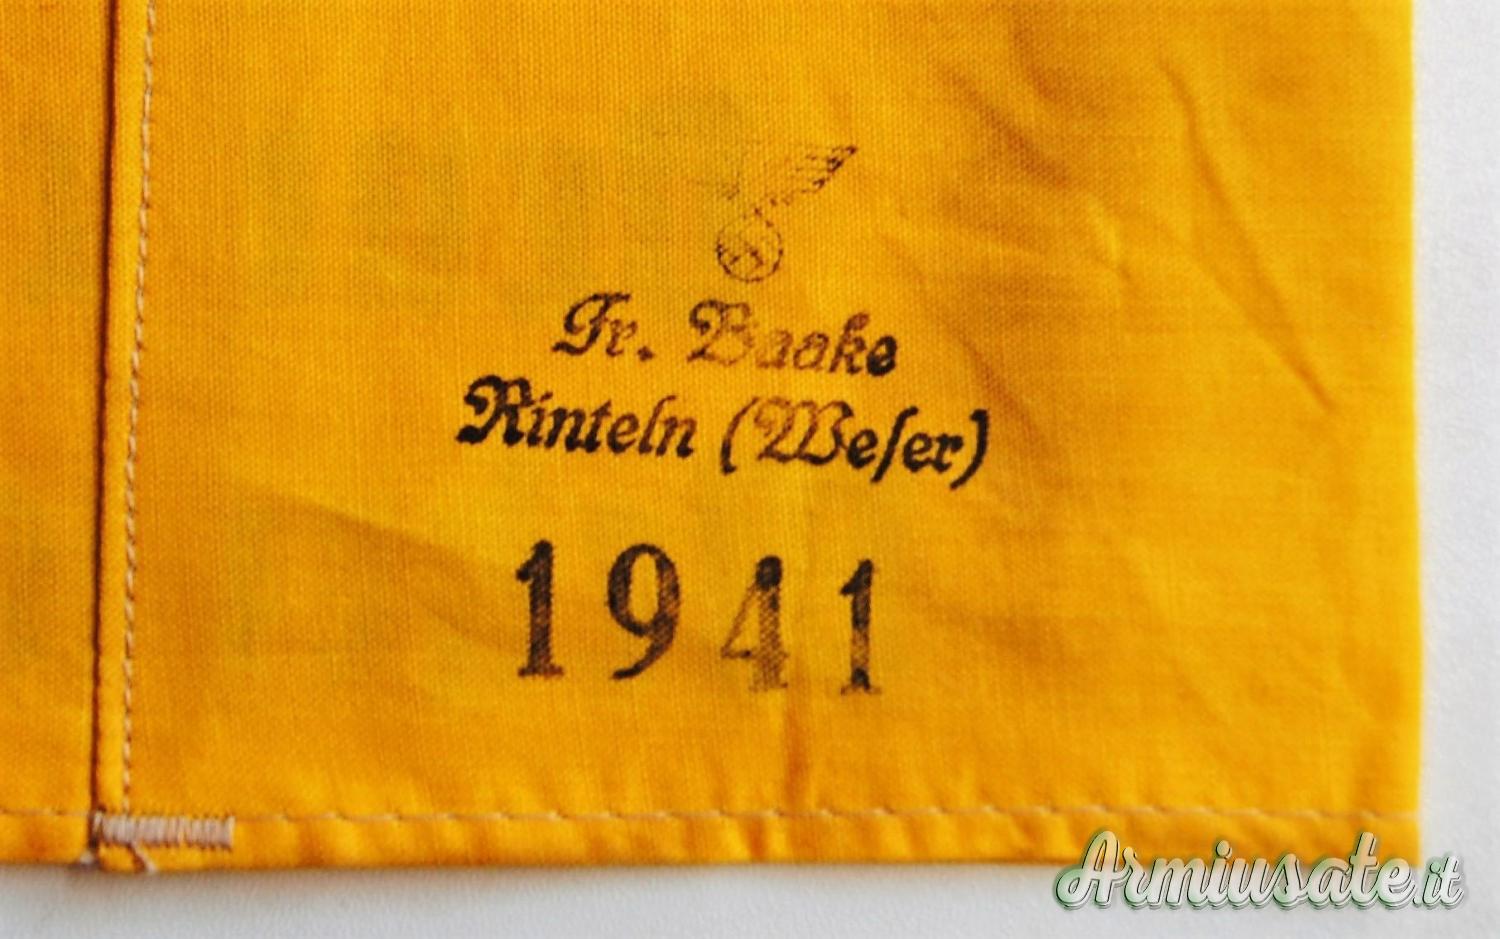 Fr. Baake
Rinteln (Weſer)
1941
Armiusate.it